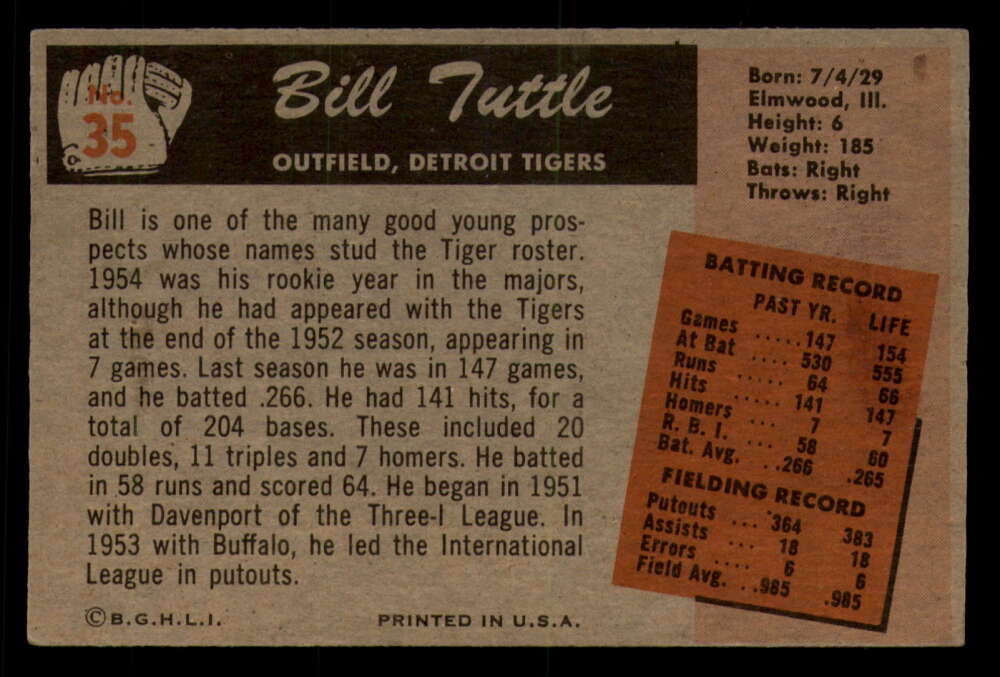 No.
35
Bill Tuttle
OUTFIELD, DETROIT TIGERS
Born: 7/4/29
Elmwood, Ill.
Height: 6
Weight: 185
Bats: Right
Throws: Right
Bill is one of the many good young pros-
pects whose names stud the Tiger roster.
1954 was his rookie year in the majors,
although he had appeared with the Tigers
at the end of the 1952 season, appearing in
7 games. Last season he was in 147 games,
and he batted .266. He had 141 hits, for a
total of 204 bases. These included 20
doubles, 11 triples and 7 homers. He batted
in 58 runs and scored 64. He began in 1951
with Davenport of the Three-I League. In
1953 with Buffalo, he led the International
League in putouts.
BATTING RECORD
PAST YR. LIFE
Games ..... 147 154
At Bat .... 530 555
Runs ..... 64 66
Hits ..... 141 147
Homers ... 7 7
R. B. I. ... 58 60
Bat. Avg. . .266 .265
FIELDING RECORD
Putouts ... 364 383
Assists ... 18 18
Errors .... 6 6
Field Avg. . .985 .985
©B.G.H.L.I. PRINTED IN U.S.A.